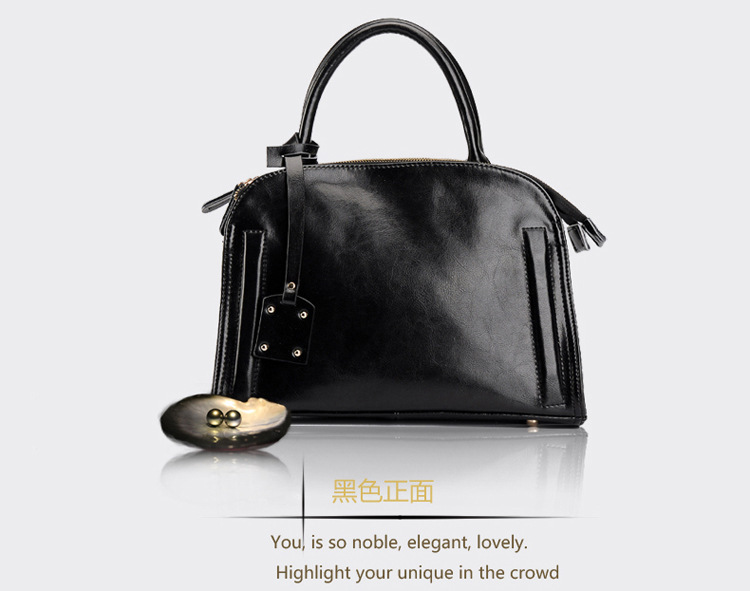 黑色正面
You, is so noble, elegant, lovely.
Highlight your unique in the crowd